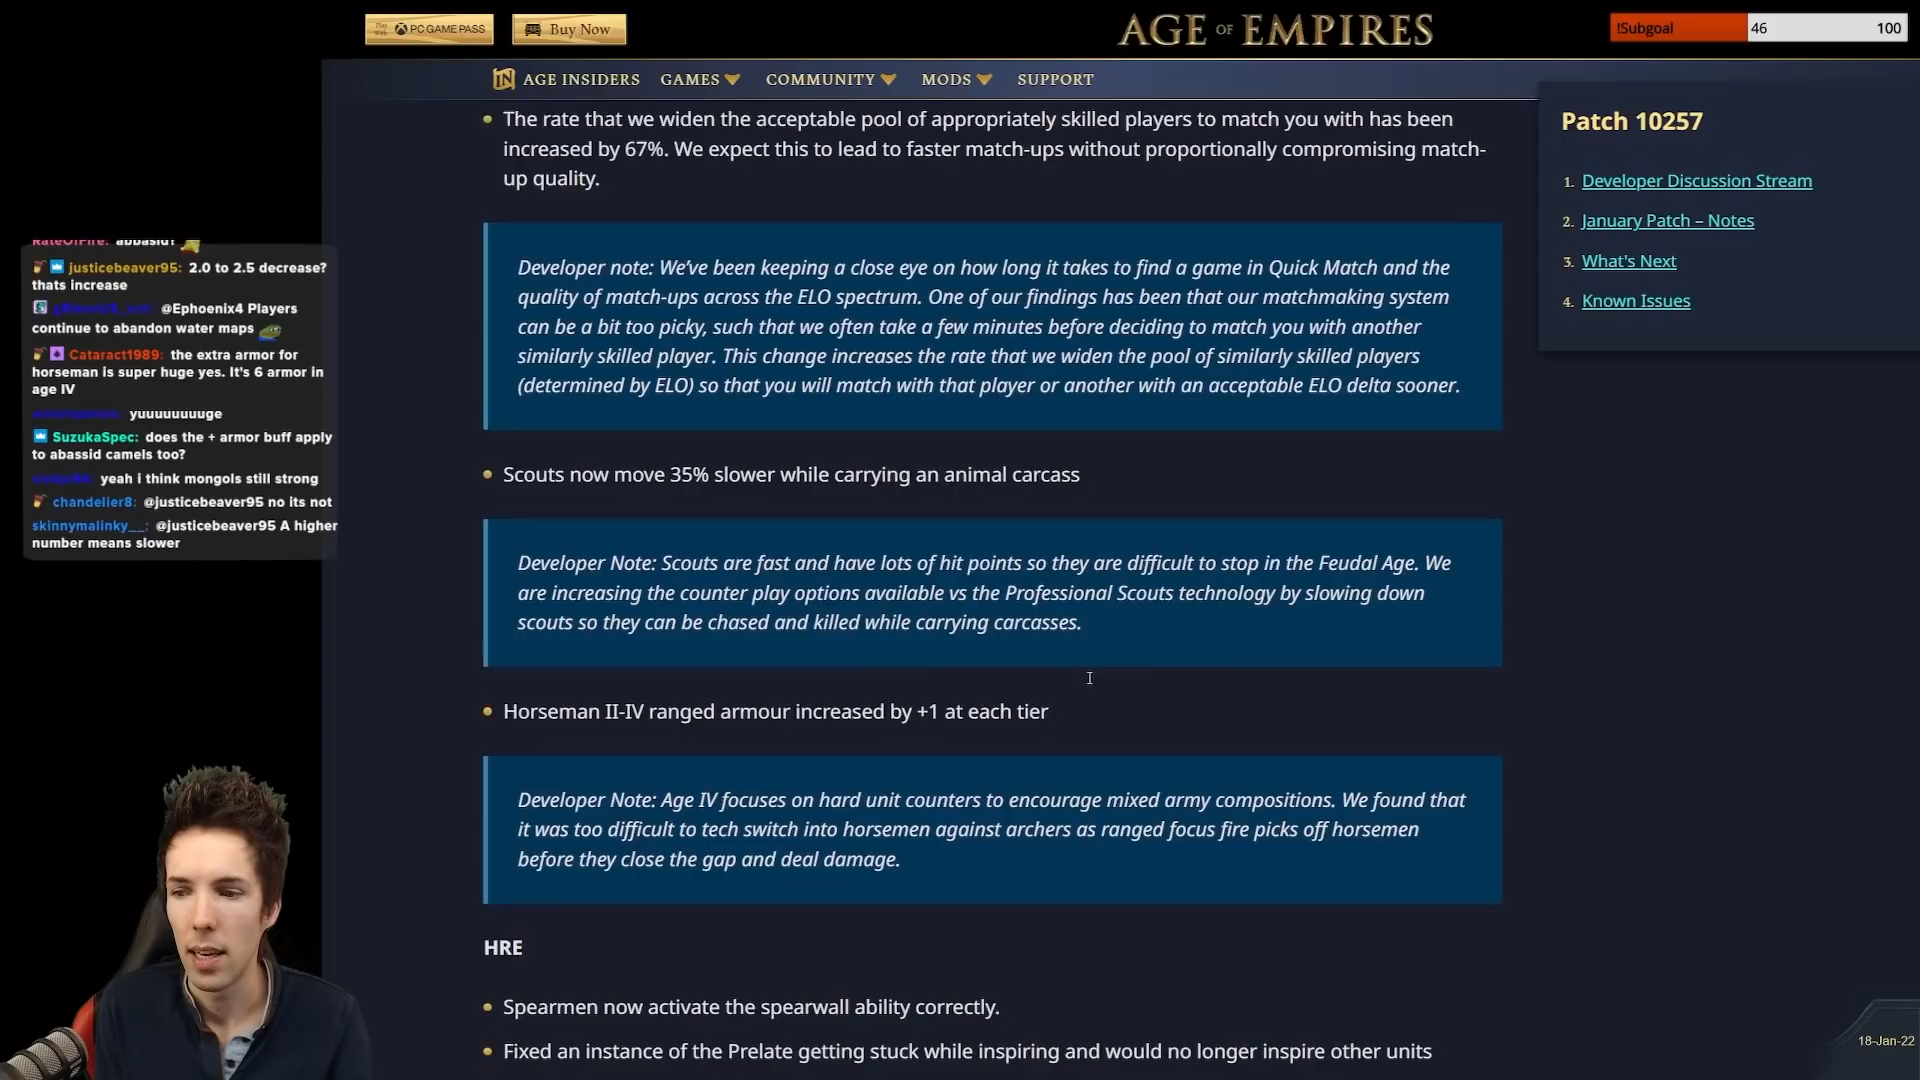 PC GAME PASS
Buy Now
AGE OF EMPIRES
!Subgoal 46 100
AGE INSIDERS GAMES COMMUNITY MODS SUPPORT
The rate that we widen the acceptable pool of appropriately skilled players to match you with has been
increased by 67%. We expect this to lead to faster match-ups without proportionally compromising match-
up quality.
Developer note: We've been keeping a close eye on how long it takes to find a game in Quick Match and the
quality of match-ups across the ELO spectrum. One of our findings has been that our matchmaking system
can be a bit too picky, such that we often take a few minutes before deciding to match you with another
similarly skilled player. This change increases the rate that we widen the pool of similarly skilled players
(determined by ELO) so that you will match with that player or another with an acceptable ELO delta sooner.
Scouts now move 35% slower while carrying an animal carcass
Developer Note: Scouts are fast and have lots of hit points so they are difficult to stop in the Feudal Age. We
are increasing the counter play options available vs the Professional Scouts technology by slowing down
scouts so they can be chased and killed while carrying carcasses.
Horseman II-IV ranged armour increased by +1 at each tier
Developer Note: Age IV focuses on hard unit counters to encourage mixed army compositions. We found that
it was too difficult to tech switch into horsemen against archers as ranged focus fire picks off horsemen
before they close the gap and deal damage.
HRE
Spearmen now activate the spearwall ability correctly.
Fixed an instance of the Prelate getting stuck while inspiring and would no longer inspire other units
Patch 10257
1. Developer Discussion Stream
2. January Patch – Notes
3. What's Next
4. Known Issues
RateOfFire: abbasid?
justicebeaver95: 2.0 to 2.5 decrease?
thats increase
@Ephoenix4 Players
continue to abandon water maps
Cataract1989: the extra armor for
horseman is super huge yes. It's 6 armor in
age IV
yuuuuuuuuge
SuzukaSpec: does the + armor buff apply
to abassid camels too?
yeah i think mongols still strong
chandelier8: @justicebeaver95 no its not
skinnymalinky__: @justicebeaver95 A higher
number means slower
18-Jan-22